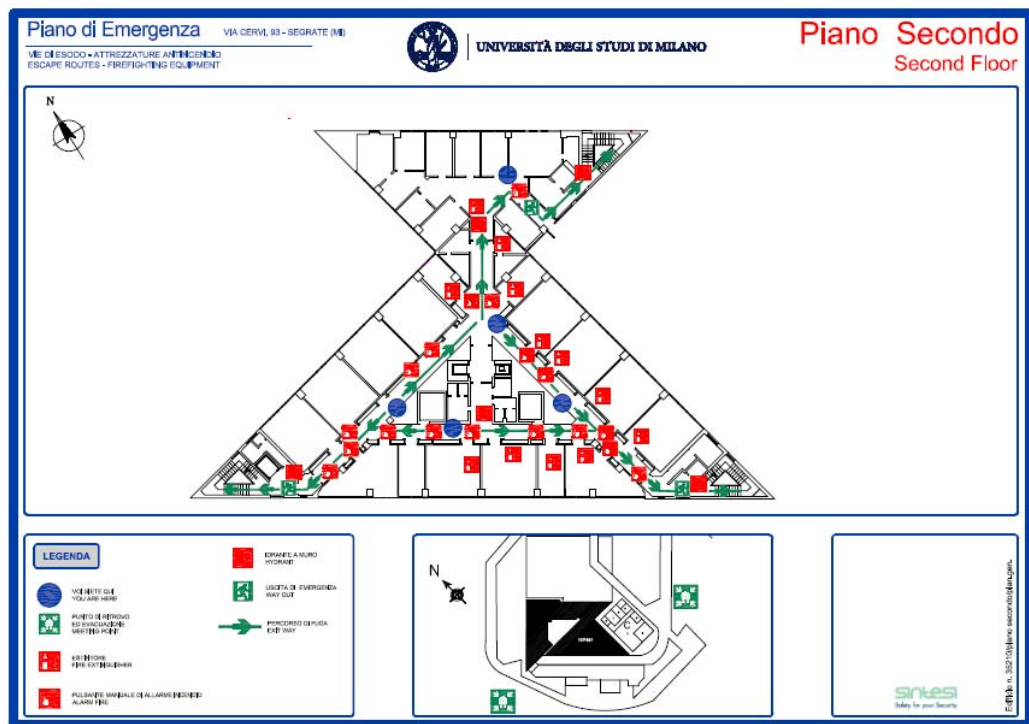 Piano di Emergenza VIA CERVI, 93 - SEGRATE (MI)
VIE DI ESODO - ATTREZZATURE ANTINCENDIO
ESCAPE ROUTES - FIREFIGHTING EQUIPMENT
UNIVERSITÀ DEGLI STUDI DI MILANO
Piano Secondo
Second Floor
N
LEGENDA
VOI SIETE QUI
YOU ARE HERE
PUNTO DI RITROVO
ED EVACUAZIONE
MEETING POINT
ESTINTORE
FIRE EXTINGUISHER
PULSANTE MANUALE DI ALLARME INCENDIO
ALARM FIRE
IDRANTE A MURO
HYDRANT
USCITA DI EMERGENZA
WAY OUT
PERCORSO DI FUGA
EXIT WAY
N
C
sintesi
Safety for your Security